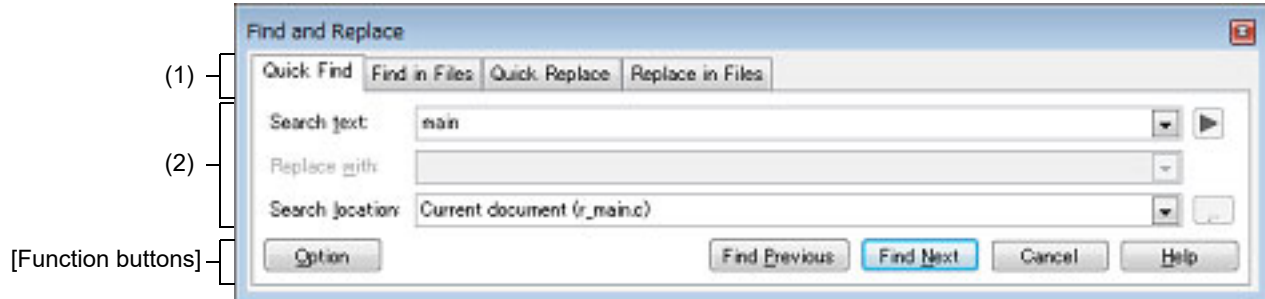 Find and Replace
(1)
Quick Find Find in Files Quick Replace Replace in Files
Search text: main
(2)
Replace with:
Search location: Current document (r_main.c)
[Function buttons]
Option Find Previous Find Next Cancel Help